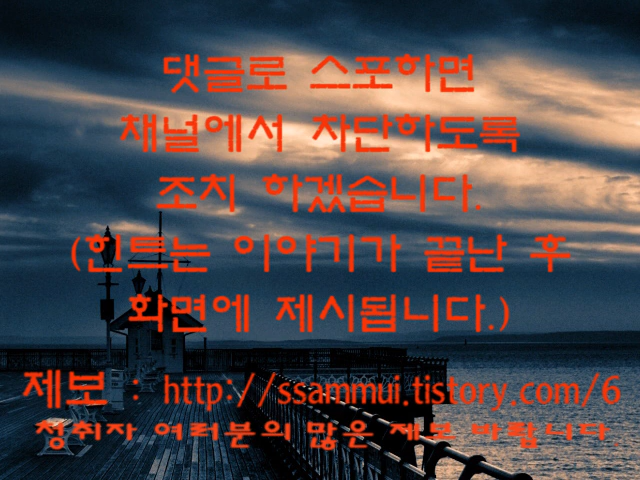 댓글로 스포하면
채널에서 차단하도록
조치 하겠습니다.
(힌트는 이야기가 끝난 후
화면에 제시됩니다.)
제보 : http://ssammui.tistory.com/6
청취자 여러분의 많은 제보 바랍니다